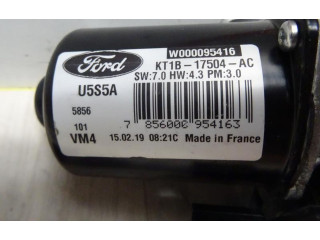 Ford
W000095416
KT1B-17504-AC
SW:7.0 HW:4.3 PM:3.0
U5S5A
5856
101
VM4
7 856000 954163
15.02.19 08:21C Made in France